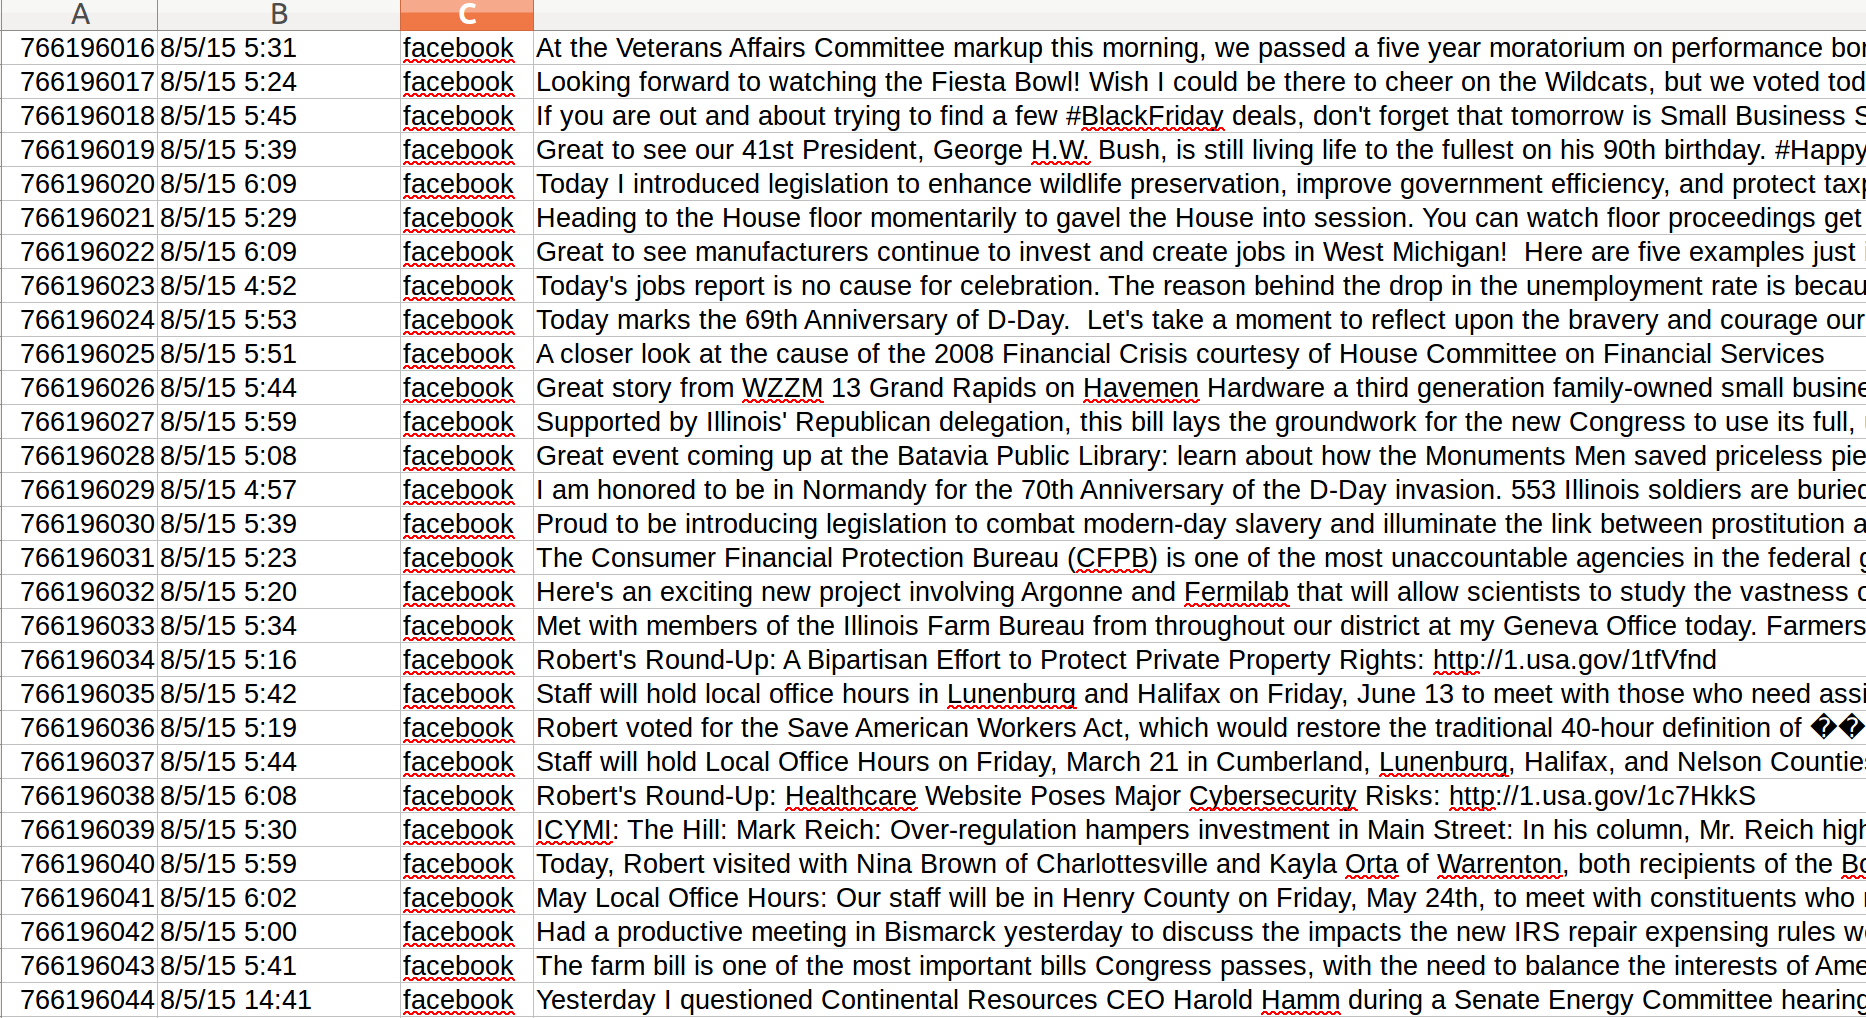 A B C
766196016 8/5/15 5:31 facebook At the Veterans Affairs Committee markup this morning, we passed a five year moratorium on performance
766196017 8/5/15 5:24 facebook Looking forward to watching the Fiesta Bowl! Wish I could be there to cheer on the Wildcats, but we voted
766196018 8/5/15 5:45 facebook If you are out and about trying to find a few #BlackFriday deals, don't forget that tomorrow is Small Business
766196019 8/5/15 5:39 facebook Great to see our 41st President, George H.W. Bush, is still living life to the fullest on his 90th birthday. #Happy
766196020 8/5/15 6:09 facebook Today I introduced legislation to enhance wildlife preservation, improve government efficiency, and protect
766196021 8/5/15 5:29 facebook Heading to the House floor momentarily to gavel the House into session. You can watch floor proceedings get
766196022 8/5/15 6:09 facebook Great to see manufacturers continue to invest and create jobs in West Michigan!  Here are five examples just
766196023 8/5/15 4:52 facebook Today's jobs report is no cause for celebration. The reason behind the drop in the unemployment rate is
766196024 8/5/15 5:53 facebook Today marks the 69th Anniversary of D-Day.  Let's take a moment to reflect upon the bravery and courage our
766196025 8/5/15 5:51 facebook A closer look at the cause of the 2008 Financial Crisis courtesy of House Committee on Financial Services
766196026 8/5/15 5:44 facebook Great story from WZZM 13 Grand Rapids on Havemen Hardware a third generation family-owned small
766196027 8/5/15 5:59 facebook Supported by Illinois' Republican delegation, this bill lays the groundwork for the new Congress to use its full,
766196028 8/5/15 5:08 facebook Great event coming up at the Batavia Public Library: learn about how the Monuments Men saved priceless
766196029 8/5/15 4:57 facebook I am honored to be in Normandy for the 70th Anniversary of the D-Day invasion. 553 Illinois soldiers are buried
766196030 8/5/15 5:39 facebook Proud to be introducing legislation to combat modern-day slavery and illuminate the link between prostitution
766196031 8/5/15 5:23 facebook The Consumer Financial Protection Bureau (CFPB) is one of the most unaccountable agencies in the federal
766196032 8/5/15 5:20 facebook Here's an exciting new project involving Argonne and Fermilab that will allow scientists to study the vastness
766196033 8/5/15 5:34 facebook Met with members of the Illinois Farm Bureau from throughout our district at my Geneva Office today. Farmers
766196034 8/5/15 5:16 facebook Robert's Round-Up: A Bipartisan Effort to Protect Private Property Rights: http://1.usa.gov/1tfVfnd
766196035 8/5/15 5:42 facebook Staff will hold local office hours in Lunenburg and Halifax on Friday, June 13 to meet with those who need
766196036 8/5/15 5:19 facebook Robert voted for the Save American Workers Act, which would restore the traditional 40-hour definition of ��
766196037 8/5/15 5:44 facebook Staff will hold Local Office Hours on Friday, March 21 in Cumberland, Lunenburg, Halifax, and Nelson Counties
766196038 8/5/15 6:08 facebook Robert's Round-Up: Healthcare Website Poses Major Cybersecurity Risks: http://1.usa.gov/1c7HkkS
766196039 8/5/15 5:30 facebook ICYMI: The Hill: Mark Reich: Over-regulation hampers investment in Main Street: In his column, Mr. Reich
766196040 8/5/15 5:59 facebook Today, Robert visited with Nina Brown of Charlottesville and Kayla Orta of Warrenton, both recipients of the
766196041 8/5/15 6:02 facebook May Local Office Hours: Our staff will be in Henry County on Friday, May 24th, to meet with constituents who
766196042 8/5/15 5:00 facebook Had a productive meeting in Bismarck yesterday to discuss the impacts the new IRS repair expensing rules
766196043 8/5/15 5:41 facebook The farm bill is one of the most important bills Congress passes, with the need to balance the interests of
766196044 8/5/15 14:41 facebook Yesterday I questioned Continental Resources CEO Harold Hamm during a Senate Energy Committee hearing